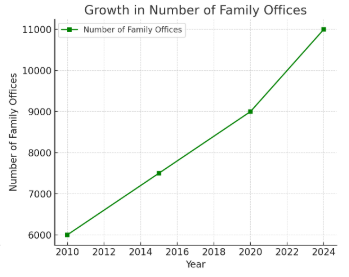 Growth in Number of Family Offices
Number of Family Offices
11000
10000
9000
8000
7000
6000
Number of Family Offices
2010 2012 2014 2016 2018 2020 2022 2024
Year